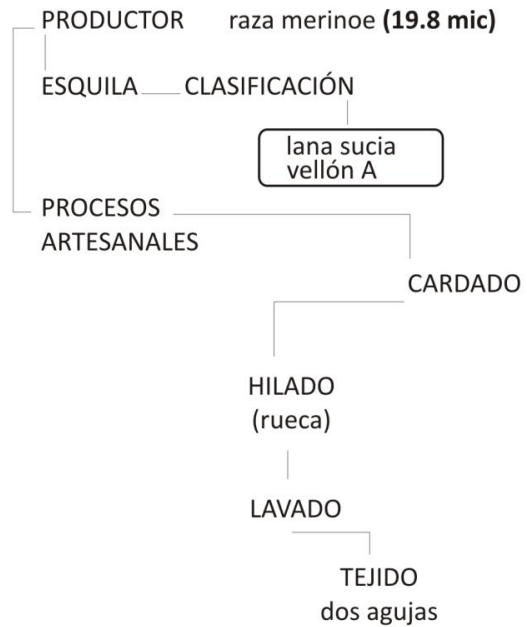 PRODUCTOR raza merinoe (19.8 mic)
ESQUILA CLASIFICACIÓN
lana sucia
vellón A
PROCESOS
ARTESANALES
CARDADO
HILADO
(rueca)
LAVADO
TEJIDO
dos agujas